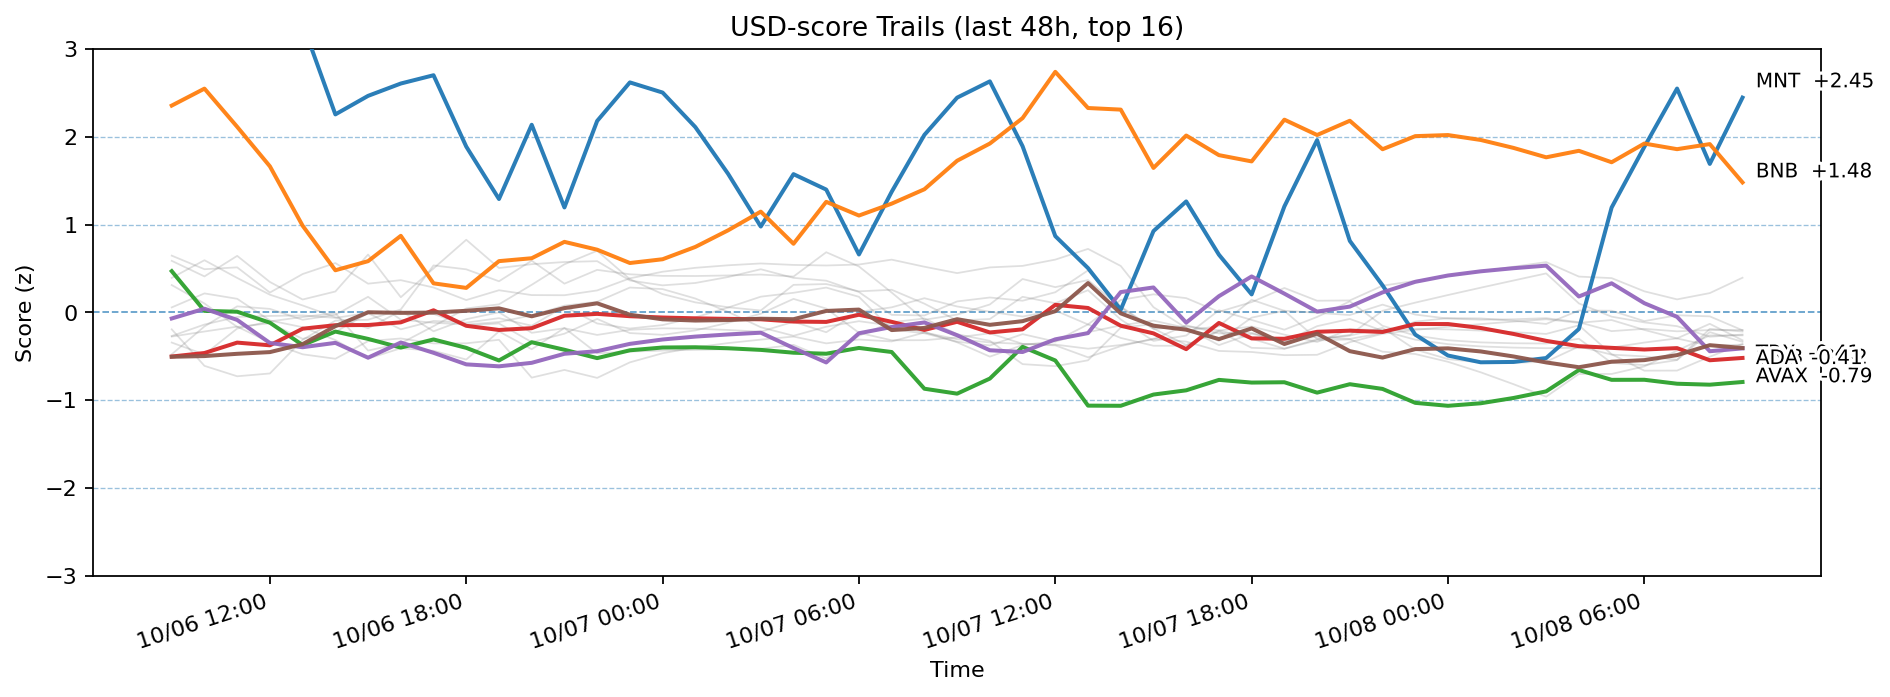 USD-score Trails (last 48h, top 16)
Score (z)
3
2
1
0
−1
−2
−3
MNT +2.45
BNB +1.48
ADA -0.41
AVAX -0.79
10/06 12:00
10/06 18:00
10/07 00:00
10/07 06:00
10/07 12:00
10/07 18:00
10/08 00:00
10/08 06:00
Time